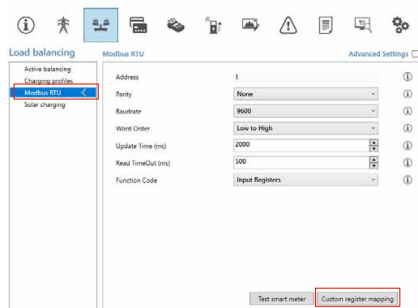 Load balancing
Modbus RTU
Advanced Settings
Active balancing
Charging profiles
Modbus RTU
Solar charging
Address
1
Parity
None
Baudrate
9600
Word Order
Low to High
Update Time (ms)
2000
Read TimeOut (ms)
500
Function Code
Input Registers
Test smart meter
Custom register mapping